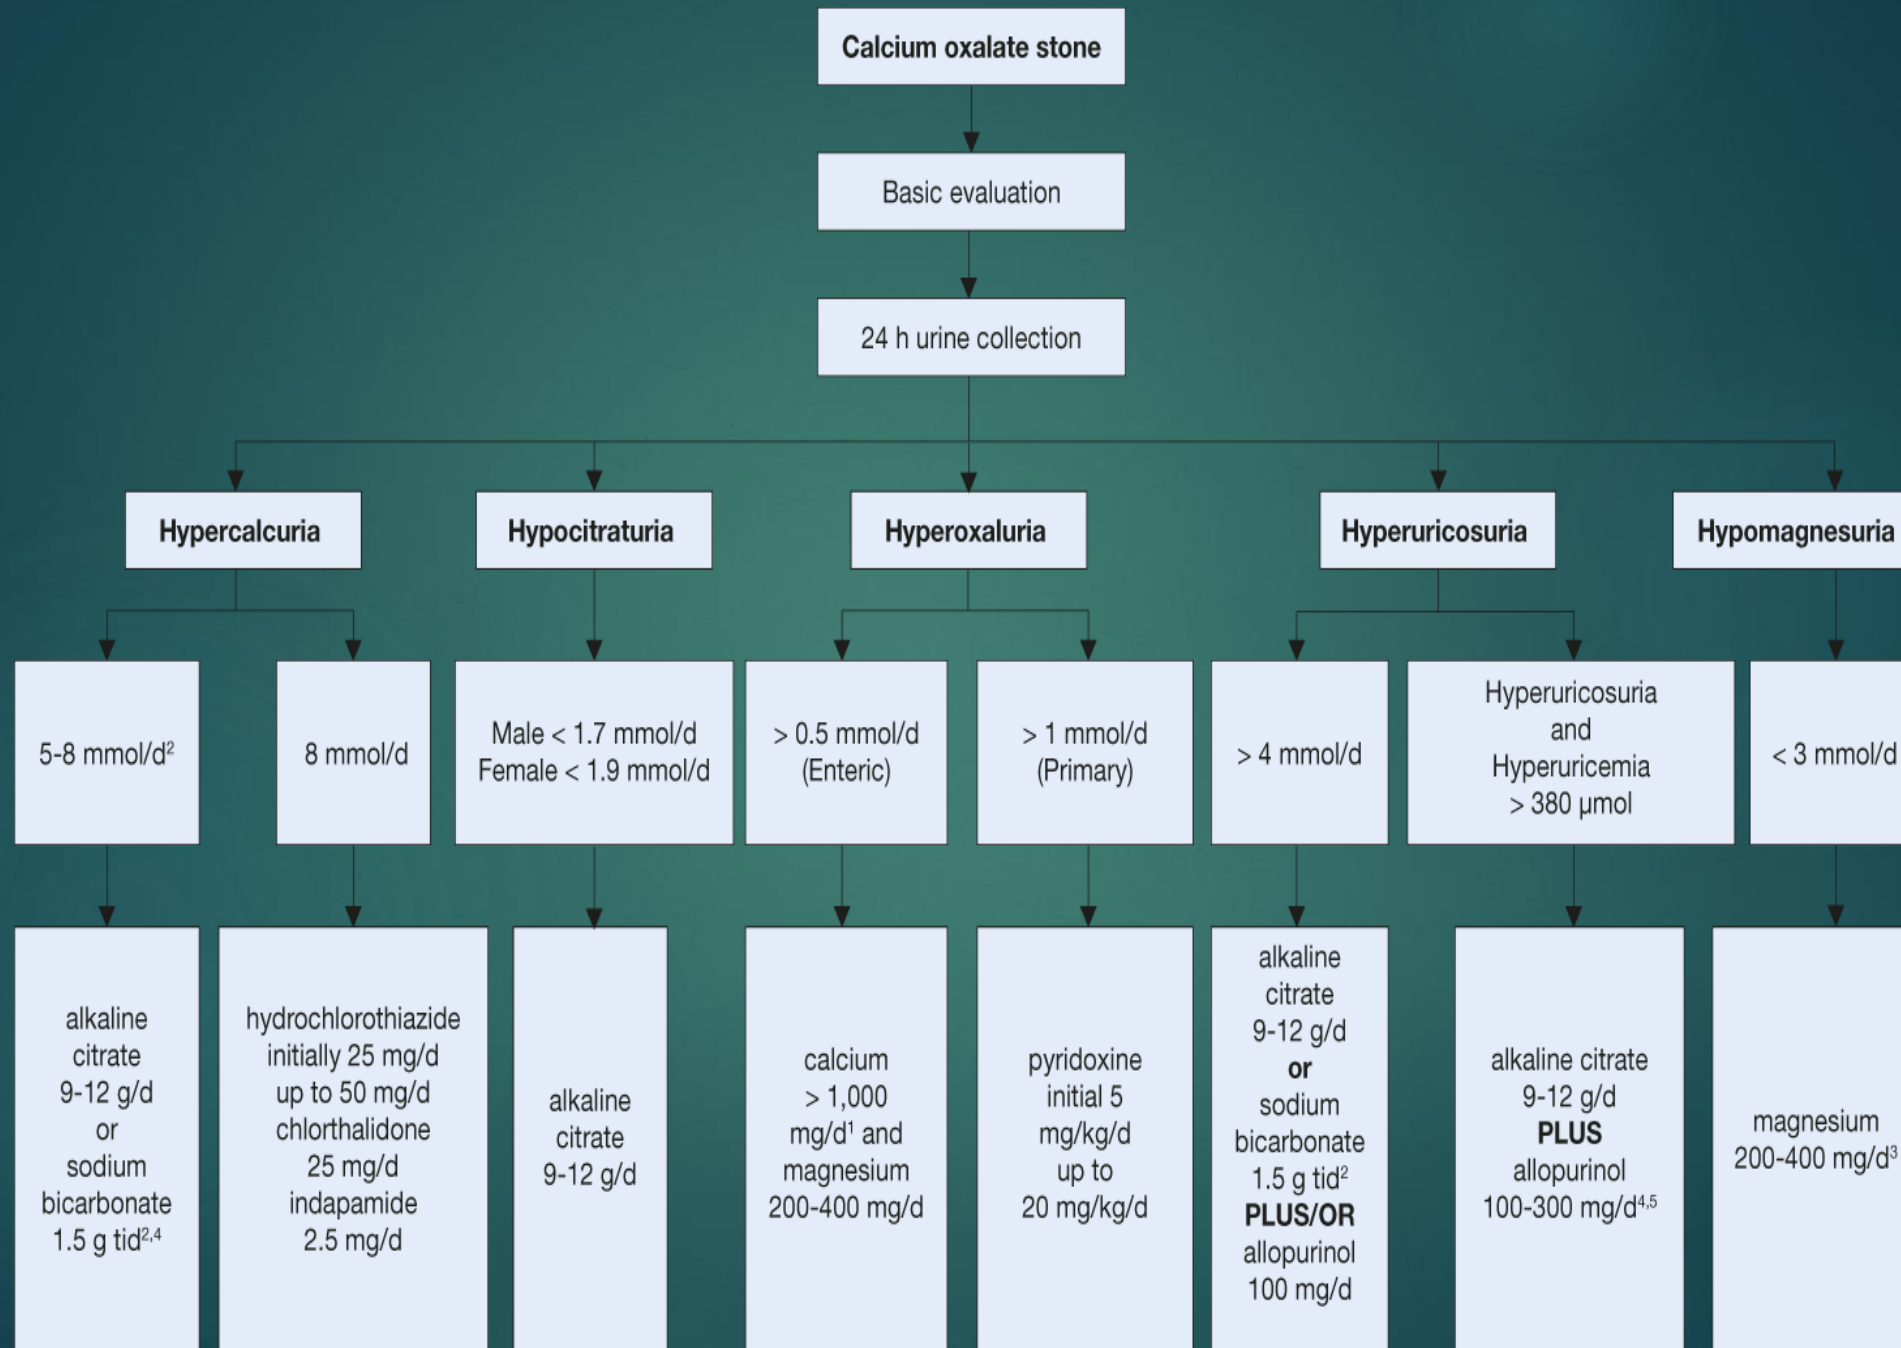 Calcium oxalate stone
Basic evaluation
24 h urine collection
Hypercalcuria
Hypocitraturia
Hyperoxaluria
Hyperuricosuria
Hypomagnesuria
5-8 mmol/d²
8 mmol/d
Male < 1.7 mmol/d
Female < 1.9 mmol/d
> 0.5 mmol/d
(Enteric)
> 1 mmol/d
(Primary)
> 4 mmol/d
Hyperuricosuria
and
Hyperuricemia
> 380 µmol
< 3 mmol/d
alkaline
citrate
9-12 g/d
or
sodium
bicarbonate
1.5 g tid²,⁴
hydrochlorothiazide
initially 25 mg/d
up to 50 mg/d
chlorthalidone
25 mg/d
indapamide
2.5 mg/d
alkaline
citrate
9-12 g/d
calcium
> 1,000
mg/d¹ and
magnesium
200-400 mg/d
pyridoxine
initial 5
mg/kg/d
up to
20 mg/kg/d
alkaline
citrate
9-12 g/d
or
sodium
bicarbonate
1.5 g tid²
PLUS/OR
allopurinol
100 mg/d
alkaline citrate
9-12 g/d
PLUS
allopurinol
100-300 mg/d⁴,⁵
magnesium
200-400 mg/d³